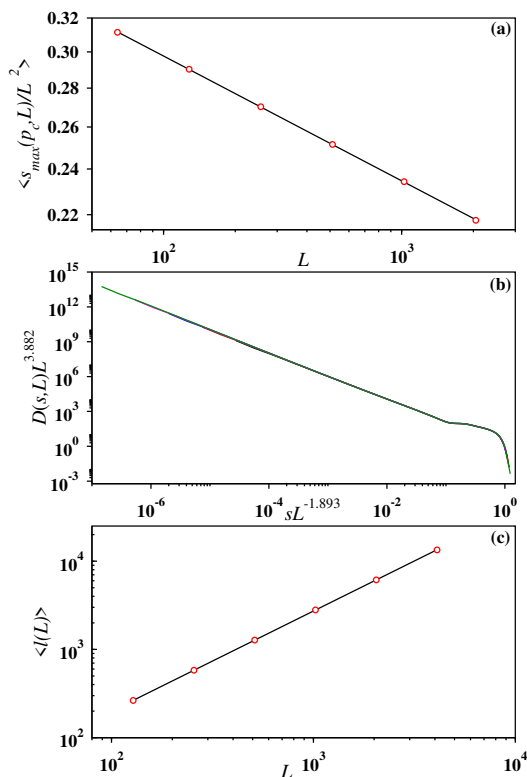 (a)
<s_max(p_c,L)/L^2>
0.32
0.30
0.28
0.26
0.24
0.22
10^2
10^3
L
(b)
D(s,L)L^3.882
10^15
10^12
10^9
10^6
10^3
10^0
10^-3
10^-6
10^-4
10^-2
10^0
sL^-1.893
(c)
<l(L)>
10^4
10^3
10^2
10^2
10^3
10^4
L